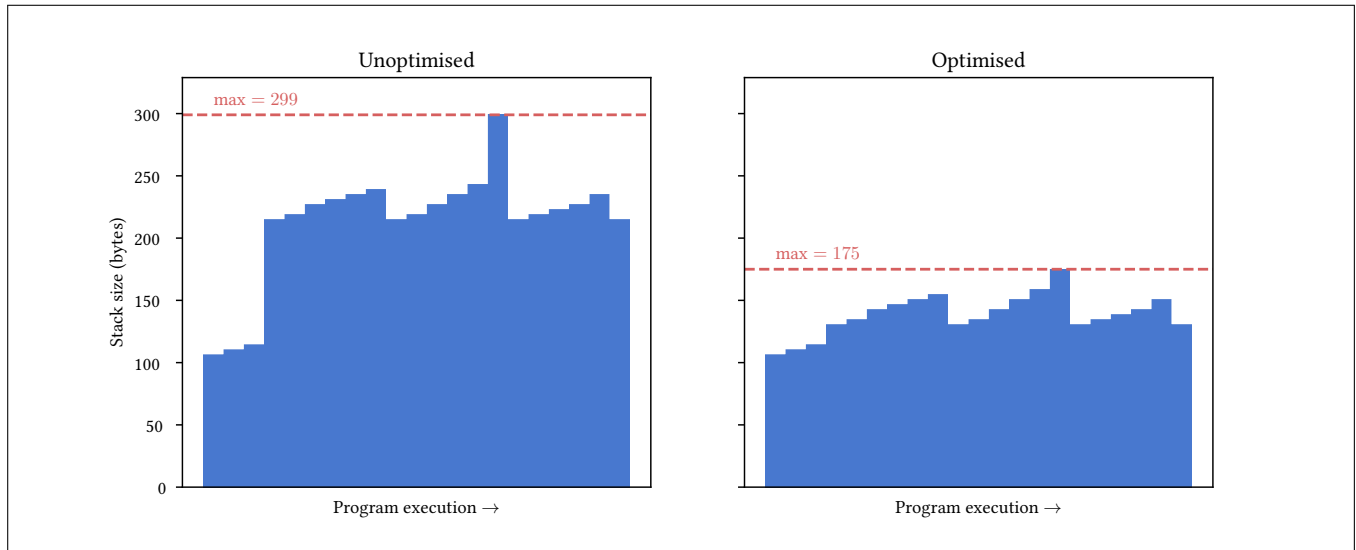 Unoptimised
max = 299
300
250
200
150
100
50
0
Stack size (bytes)
Program execution →
Optimised
max = 175
Program execution →